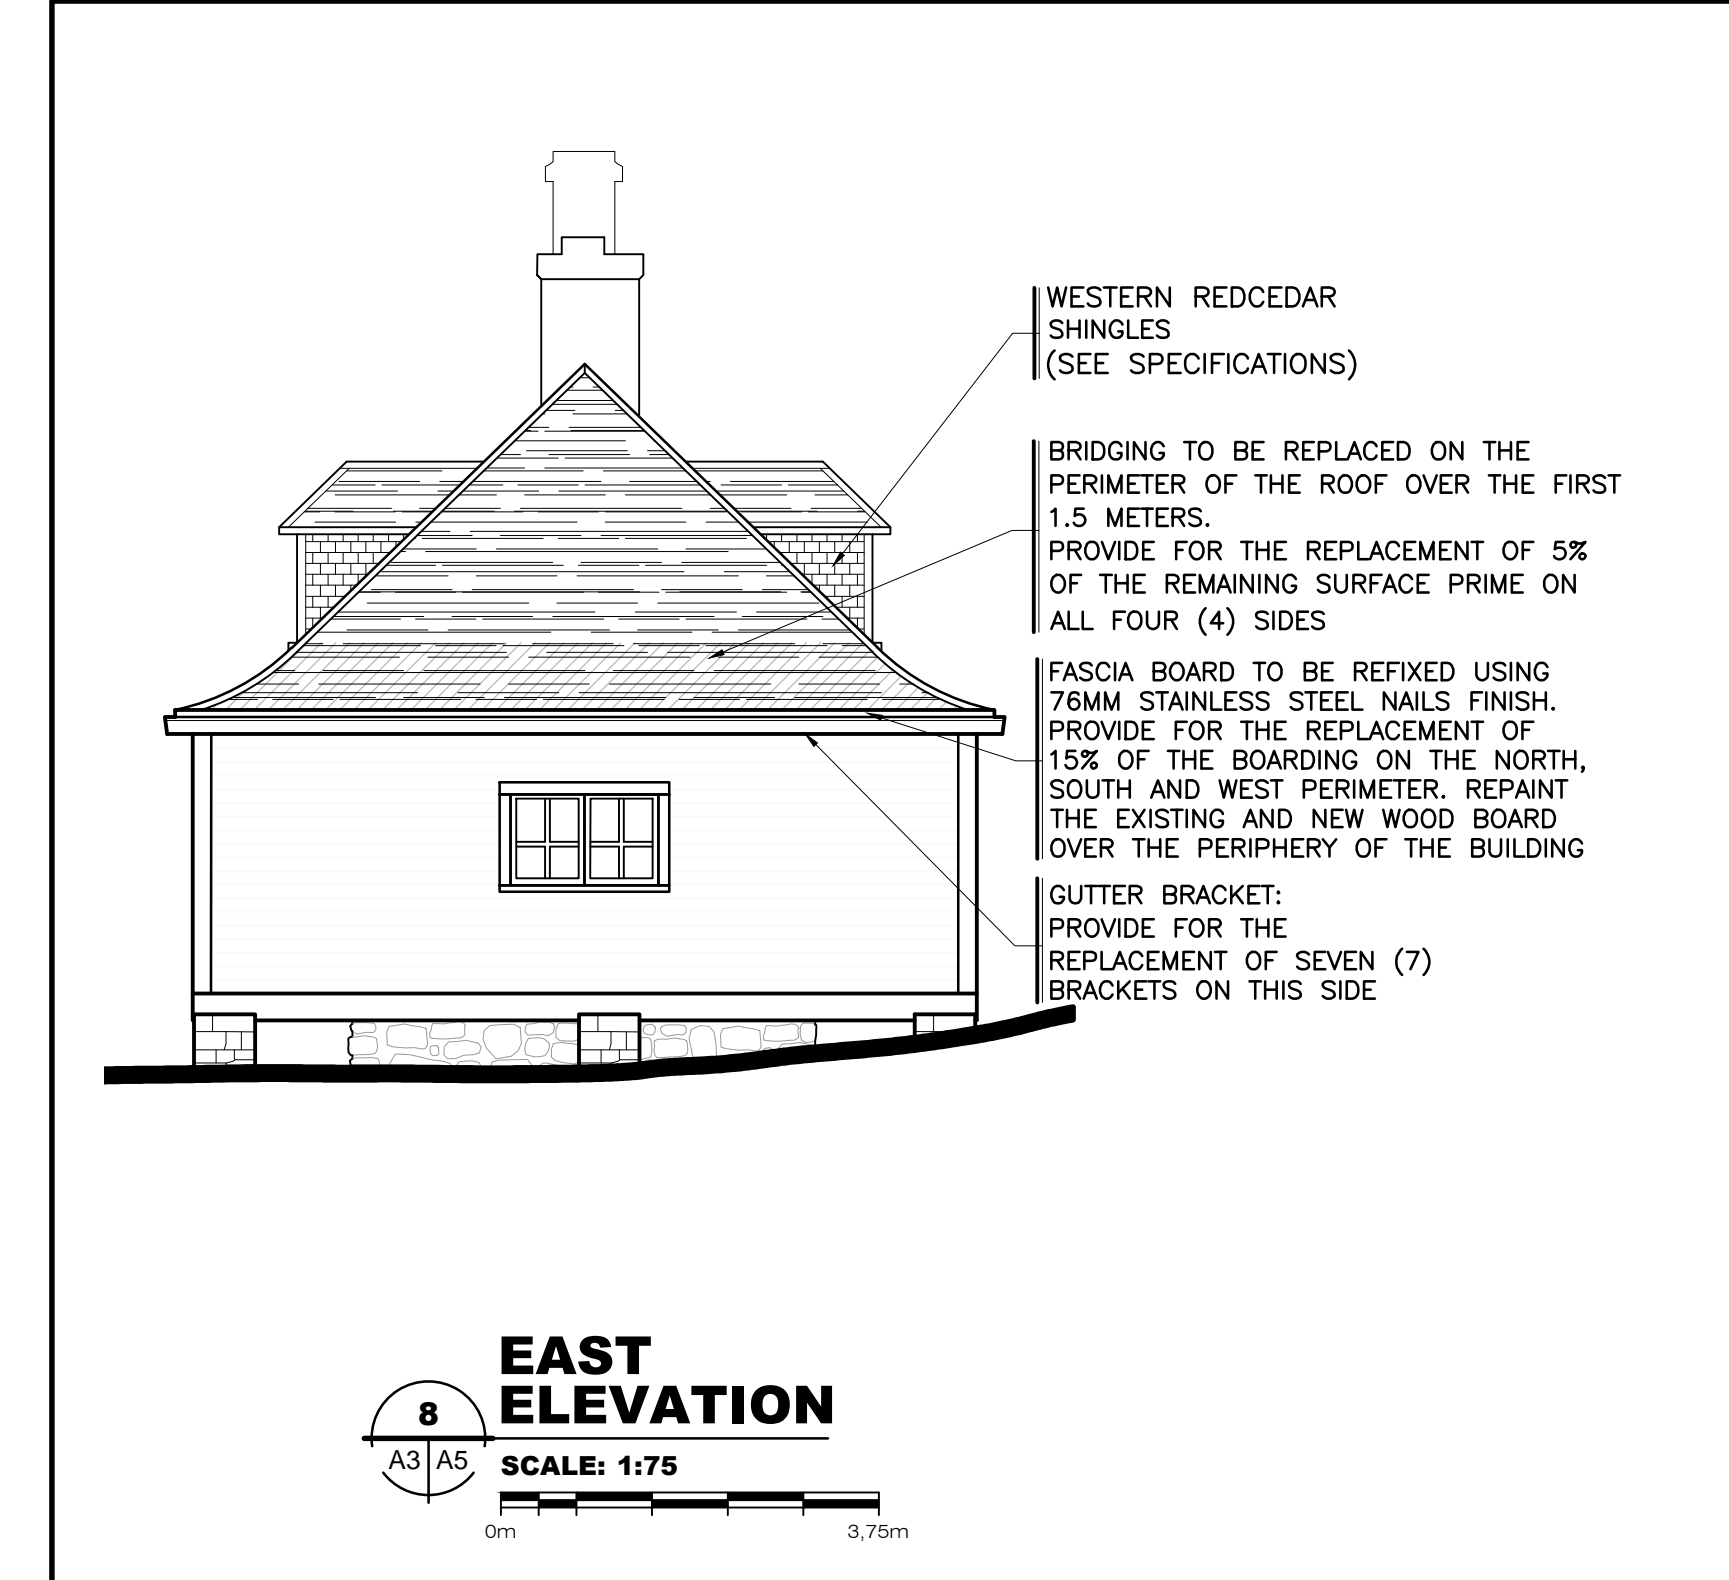 WESTERN REDCEDAR
SHINGLES
(SEE SPECIFICATIONS)
BRIDGING TO BE REPLACED ON THE
PERIMETER OF THE ROOF OVER THE FIRST
1.5 METERS.
PROVIDE FOR THE REPLACEMENT OF 5%
OF THE REMAINING SURFACE PRIME ON
ALL FOUR (4) SIDES
FASCIA BOARD TO BE REFIXED USING
76MM STAINLESS STEEL NAILS FINISH.
PROVIDE FOR THE REPLACEMENT OF
15% OF THE BOARDING ON THE NORTH,
SOUTH AND WEST PERIMETER. REPAINT
THE EXISTING AND NEW WOOD BOARD
OVER THE PERIPHERY OF THE BUILDING
GUTTER BRACKET:
PROVIDE FOR THE
REPLACEMENT OF SEVEN (7)
BRACKETS ON THIS SIDE
EAST
ELEVATION
8
A3 A5
SCALE: 1:75
0m 3,75m